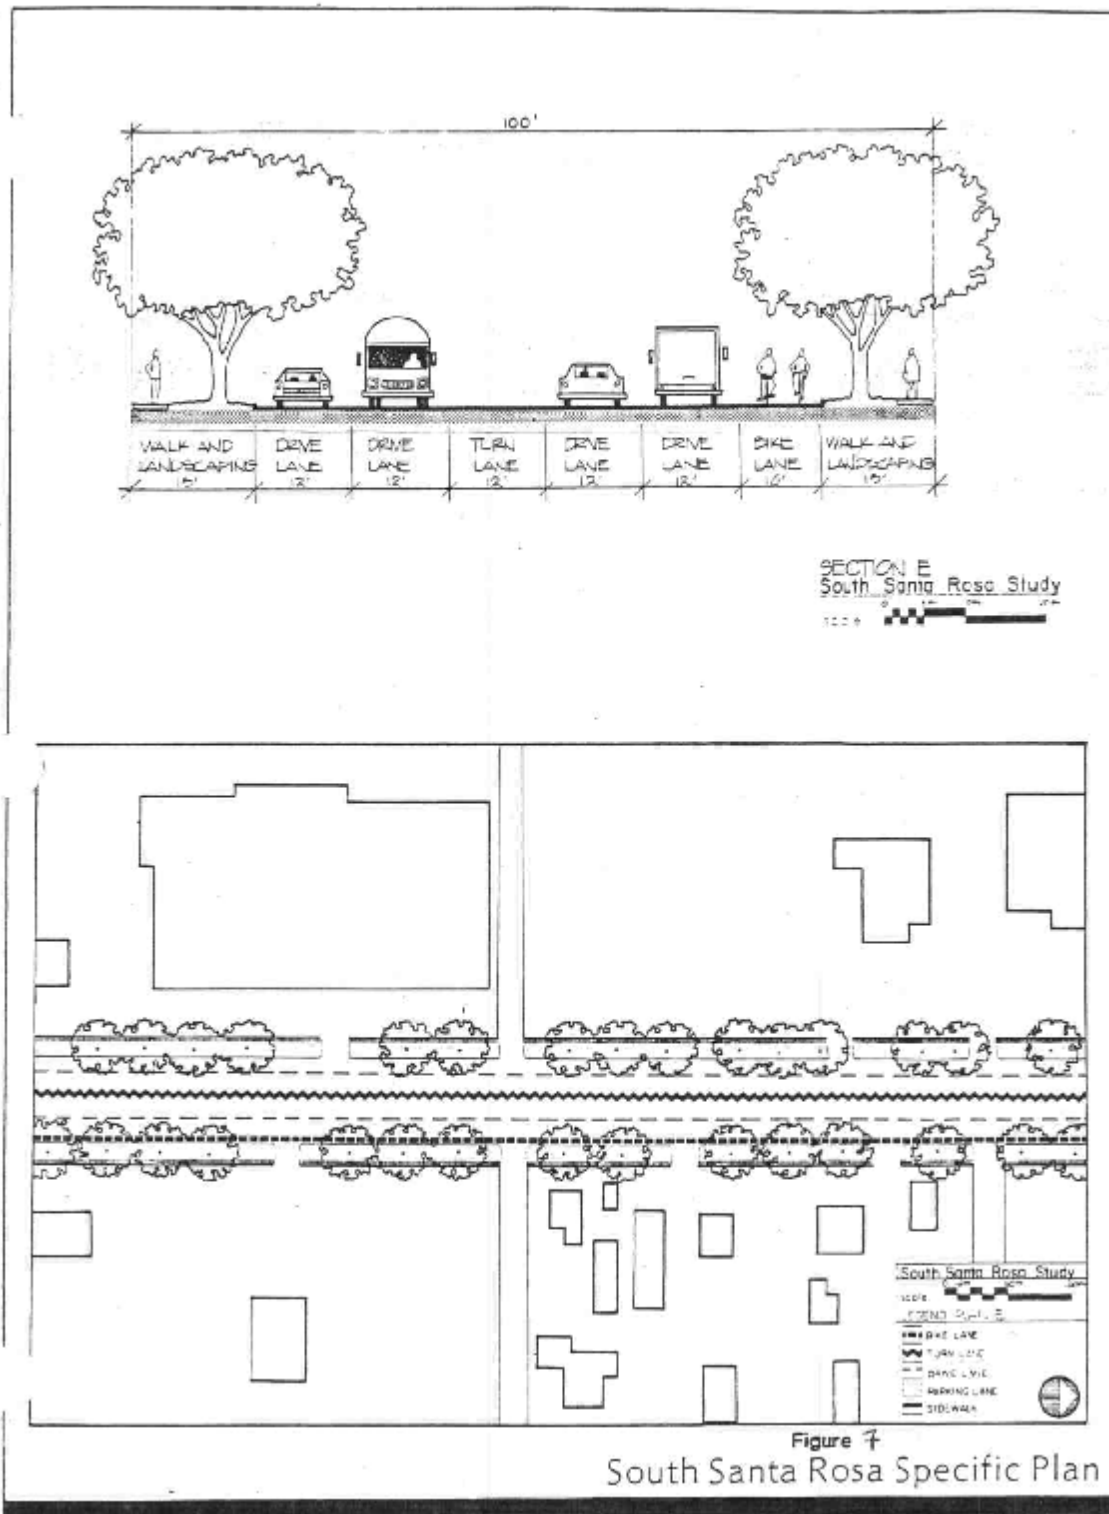 100'
WALK AND
LANDSCAPING
15'
DRIVE
LANE
12'
DRIVE
LANE
12'
TURN
LANE
12'
DRIVE
LANE
12'
DRIVE
LANE
12'
BIKE
LANE
10'
WALK AND
LANDSCAPING
15'
SECTION E
South Santa Rosa Study
scale
South Santa Rosa Study
scale
BIKE LANE
TURN LANE
DRIVE LANE
PARKING LANE
SIDEWALK
Figure 7
South Santa Rosa Specific Plan